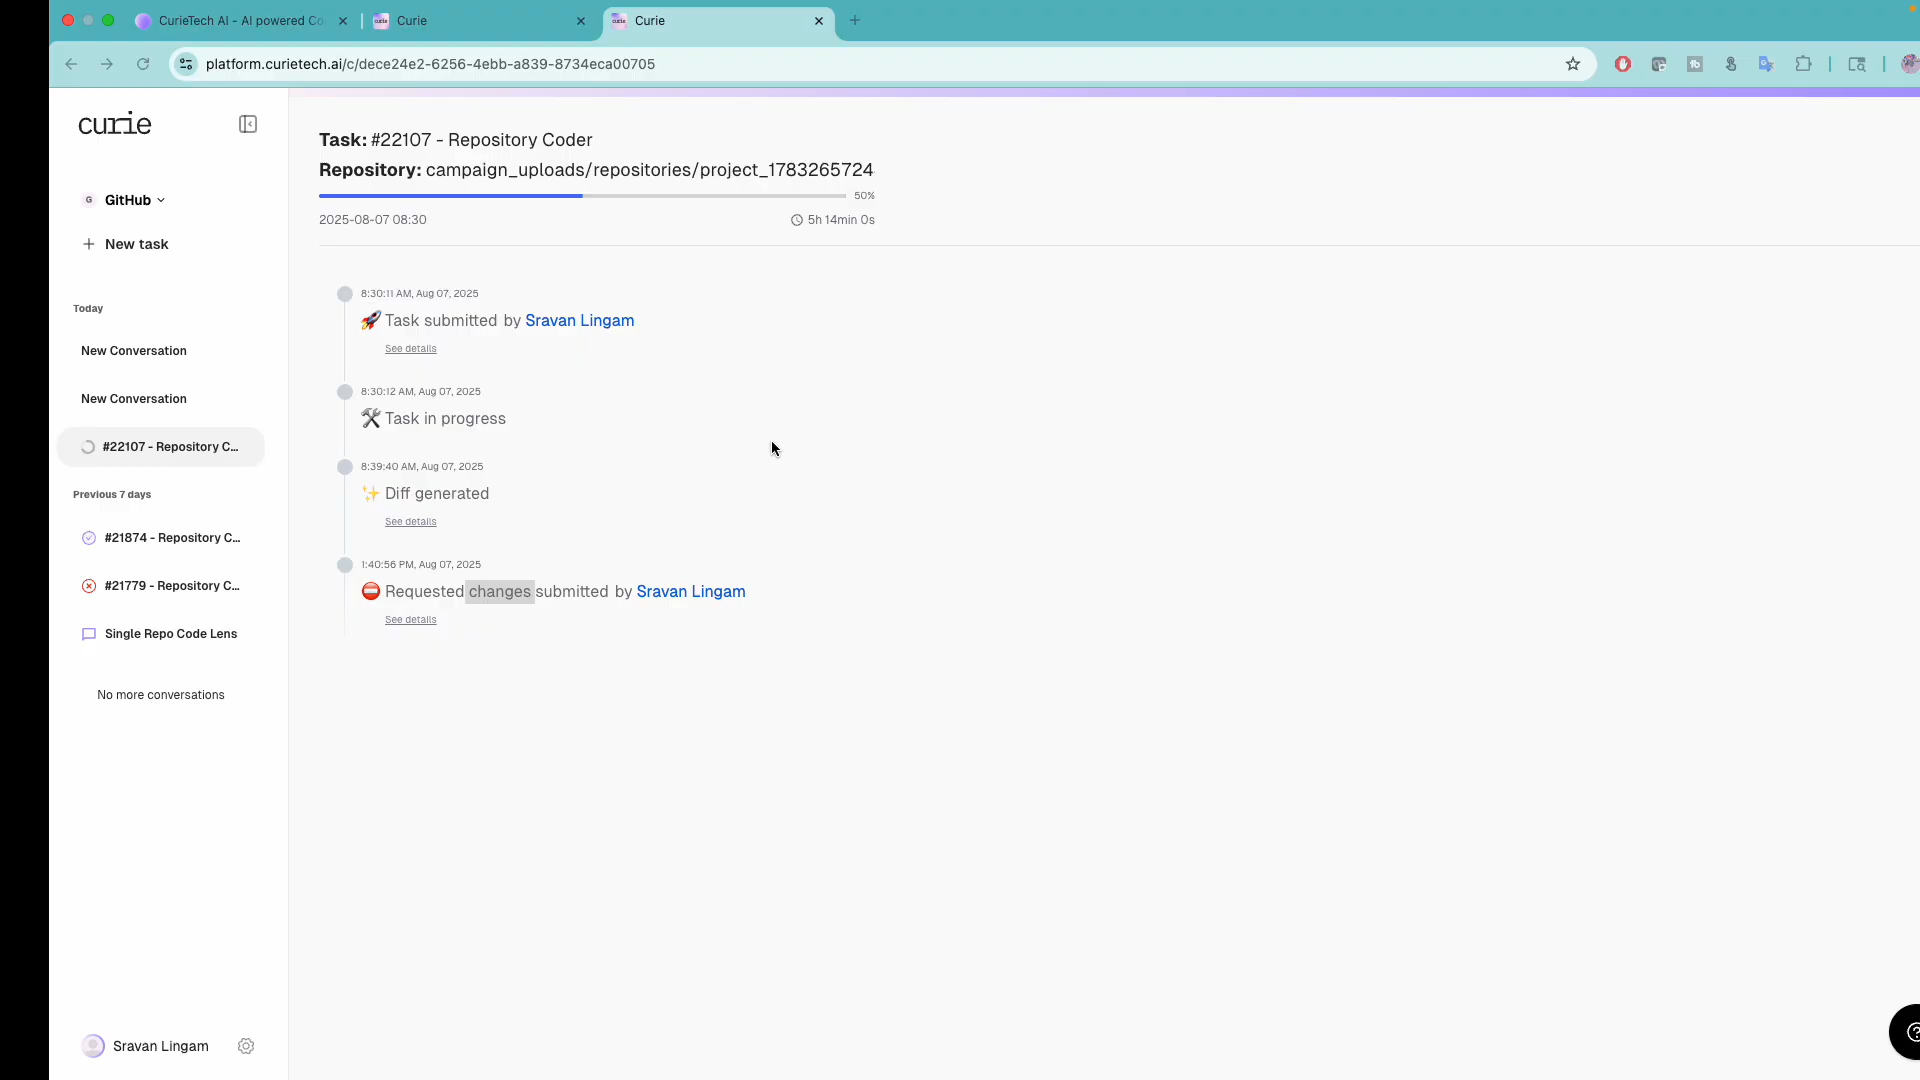 CurieTech AI - AI powered Co
Curie
Curie
platform.curietech.ai/c/dece24e2-6256-4ebb-a839-8734eca00705
curie
G GitHub
New task
Today
New Conversation
New Conversation
#22107 - Repository C...
Previous 7 days
#21874 - Repository C...
#21779 - Repository C...
Single Repo Code Lens
No more conversations
Sravan Lingam
Task: #22107 - Repository Coder
Repository: campaign_uploads/repositories/project_1783265724
50%
2025-08-07 08:30
5h 14min 0s
8:30:11 AM, Aug 07, 2025
Task submitted by Sravan Lingam
See details
8:30:12 AM, Aug 07, 2025
Task in progress
8:39:40 AM, Aug 07, 2025
Diff generated
See details
1:40:56 PM, Aug 07, 2025
Requested changes submitted by Sravan Lingam
See details